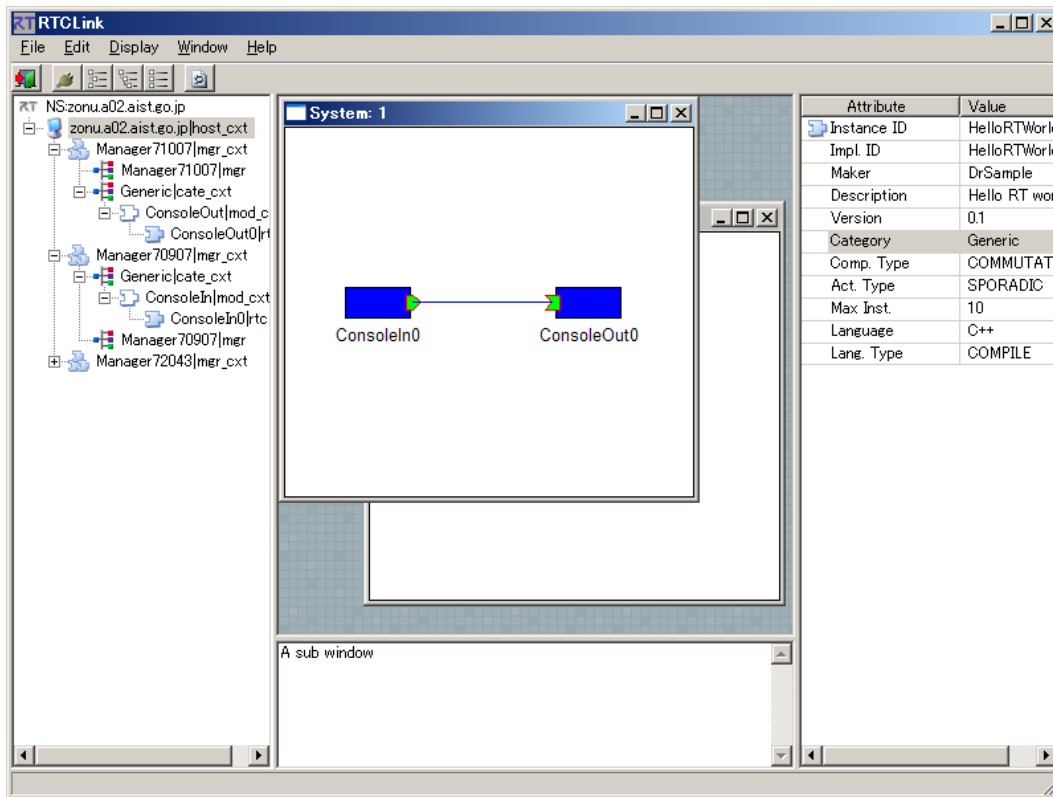 RT RTCLink
File Edit Display Window Help
RT NS:zonu.a02.aist.go.jp
zonu.a02.aist.go.jp|host_cxt
Manager71007|mgr_cxt
Manager71007|mgr
Generic|cate_cxt
ConsoleOut|mod_c
ConsoleOut0|rt
Manager70907|mgr_cxt
Generic|cate_cxt
ConsoleIn|mod_cxt
ConsoleIn0|rtc
Manager70907|mgr
Manager72043|mgr_cxt
System: 1
ConsoleIn0
ConsoleOut0
A sub window
Attribute Value
Instance ID HelloRTWorl
Impl. ID HelloRTWorl
Maker DrSample
Description Hello RT wor
Version 0.1
Category Generic
Comp. Type COMMUTAT
Act. Type SPORADIC
Max Inst. 10
Language C++
Lang. Type COMPILE